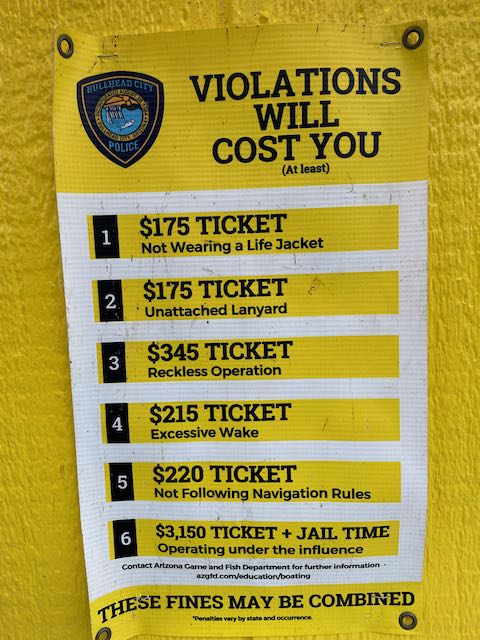 BULLHEAD CITY
POLICE
VIOLATIONS
WILL
COST YOU
(At least)
1
$175 TICKET
Not Wearing a Life Jacket
2
$175 TICKET
Unattached Lanyard
3
$345 TICKET
Reckless Operation
4
$215 TICKET
Excessive Wake
5
$220 TICKET
Not Following Navigation Rules
6
$3,150 TICKET + JAIL TIME
Operating under the influence
Contact Arizona Game and Fish Department for further information -
azgfd.com/education/boating
THESE FINES MAY BE COMBINED
*Penalties vary by state and occurrence.